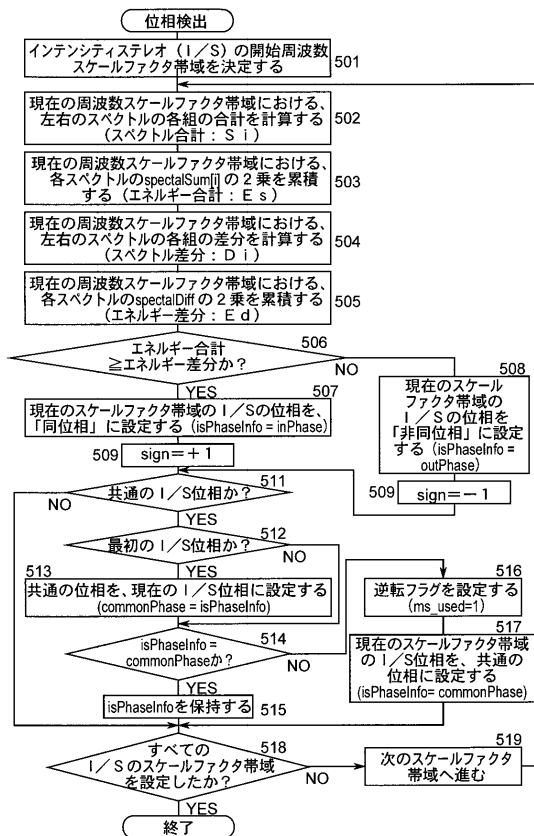 位相検出
インテンシティステレオ（I／S）の開始周波数
スケールファクタ帯域を決定する
501
現在の周波数スケールファクタ帯域における、
左右のスペクトルの各組の合計を計算する
（スペクトル合計：Ｓｉ）
502
現在の周波数スケールファクタ帯域における、
各スペクトルのspectalSum[i] の２乗を累積
する（エネルギー合計：Ｅｓ）
503
現在の周波数スケールファクタ帯域における、
左右のスペクトルの各組の差分を計算する
（スペクトル差分：Ｄｉ）
504
現在の周波数スケールファクタ帯域における、
各スペクトルのspectalDiff の２乗を累積する
（エネルギー差分：Ｅｄ）
505
エネルギー合計
≧エネルギー差分か？
506
NO
YES
507
現在のスケールファクタ帯域の I／Sの位相を、
「同位相」に設定する（isPhaseInfo = inPhase）
508
現在のスケール
ファクタ帯域の
I／Sの位相を
「非同位相」に設定
する（isPhaseInfo =
outPhase）
509
sign＝＋１
509
sign＝－１
511
共通の I／S位相か？
NO
YES
512
最初の I／S位相か？
NO
YES
513
共通の位相を、現在の I／S位相に設定する
(commonPhase = isPhaseInfo)
514
isPhaseInfo =
commonPhaseか？
NO
YES
isPhaseInfoを保持する
515
516
逆転フラグを設定する
(ms_used=1)
517
現在のスケールファクタ帯域
の I／S位相を、共通の
位相に設定する
(isPhaseInfo= commonPhase)
518
すべての
I／Sのスケールファクタ帯域
を設定したか？
NO
YES
519
次のスケールファクタ
帯域へ進む
終了